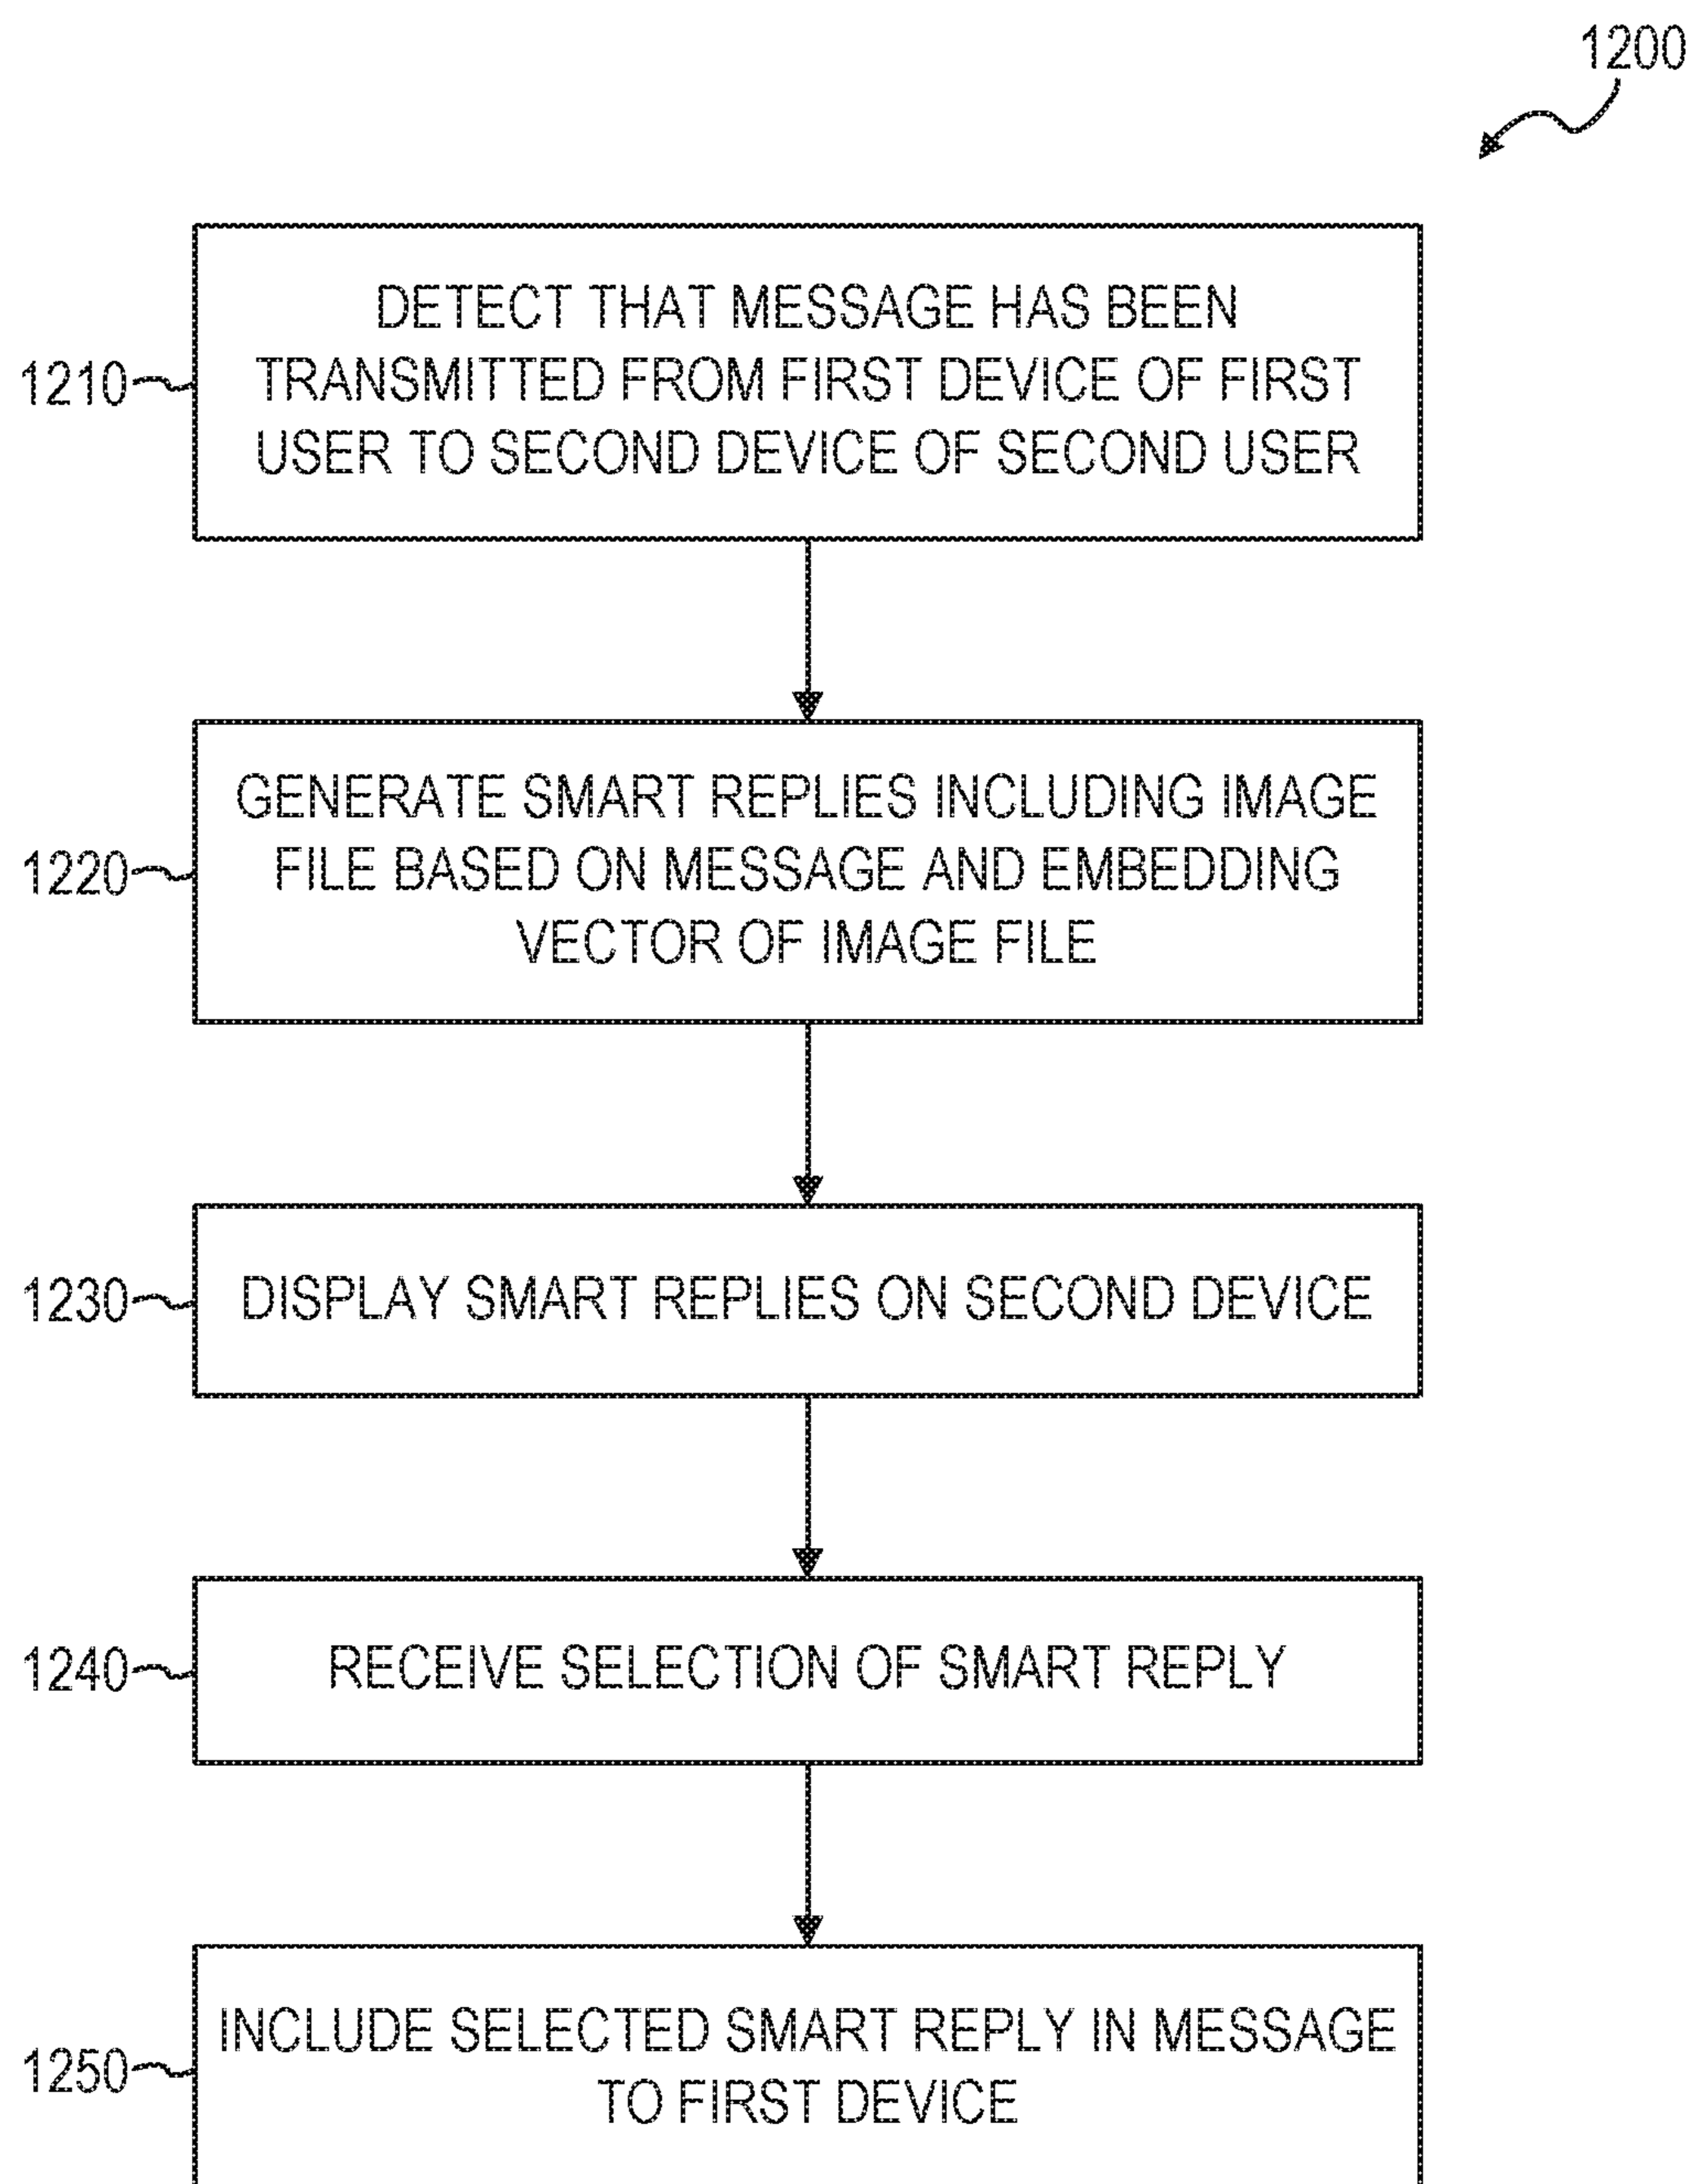 1200
DETECT THAT MESSAGE HAS BEEN
TRANSMITTED FROM FIRST DEVICE OF FIRST
USER TO SECOND DEVICE OF SECOND USER
1210
GENERATE SMART REPLIES INCLUDING IMAGE
FILE BASED ON MESSAGE AND EMBEDDING
VECTOR OF IMAGE FILE
1220
DISPLAY SMART REPLIES ON SECOND DEVICE
1230
RECEIVE SELECTION OF SMART REPLY
1240
INCLUDE SELECTED SMART REPLY IN MESSAGE
TO FIRST DEVICE
1250